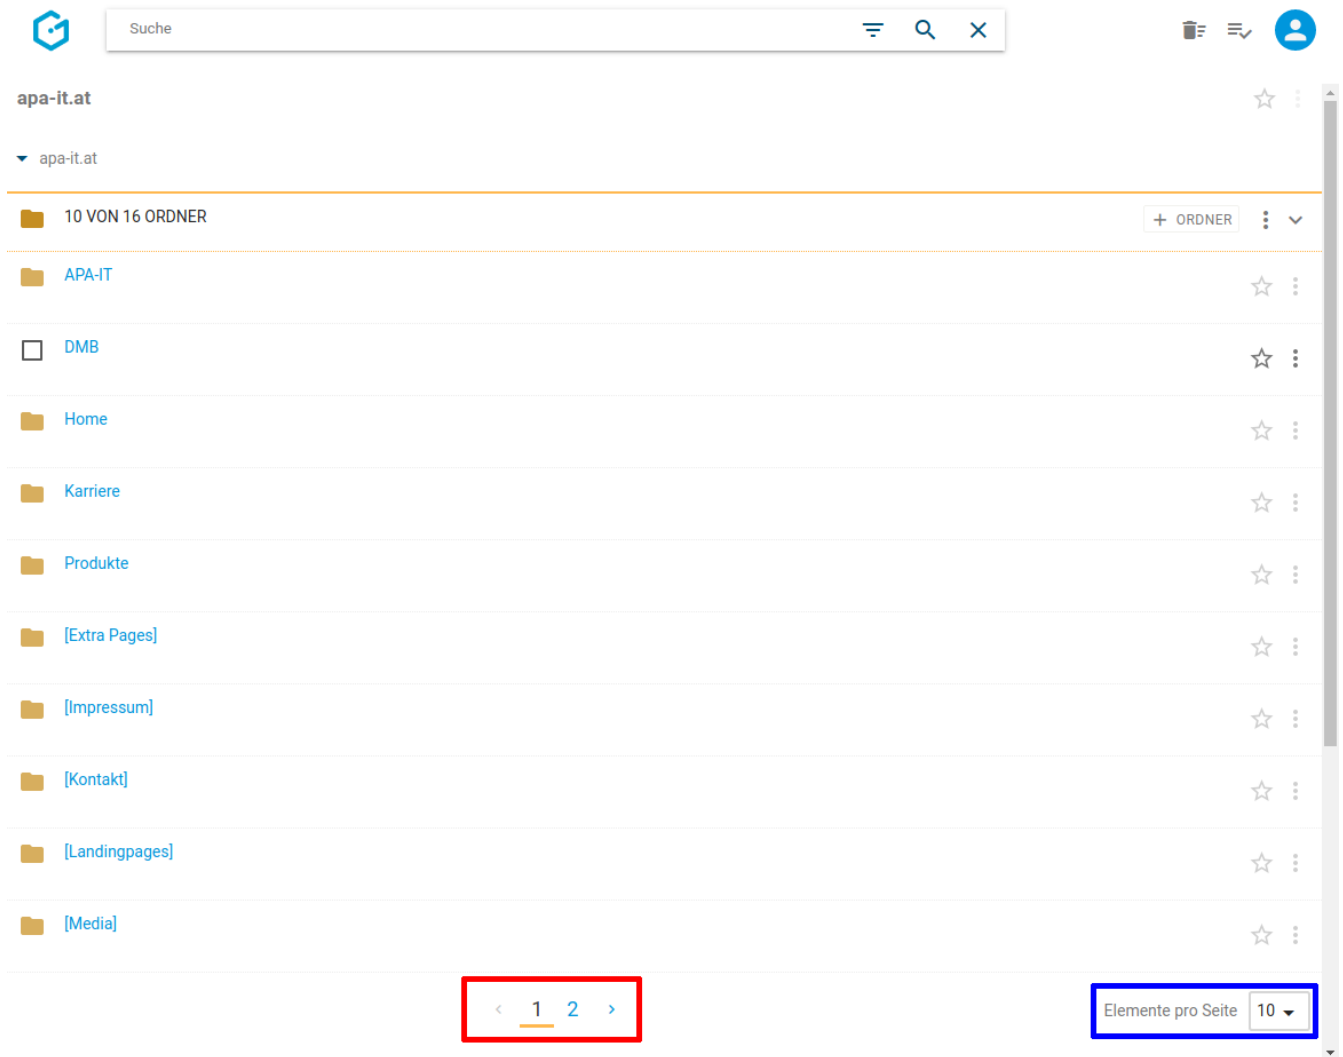 Suche
apa-it.at
apa-it.at
10 VON 16 ORDNER
+ ORDNER
APA-IT
DMB
Home
Karriere
Produkte
[Extra Pages]
[Impressum]
[Kontakt]
[Landingpages]
[Media]
1 2
Elemente pro Seite 10